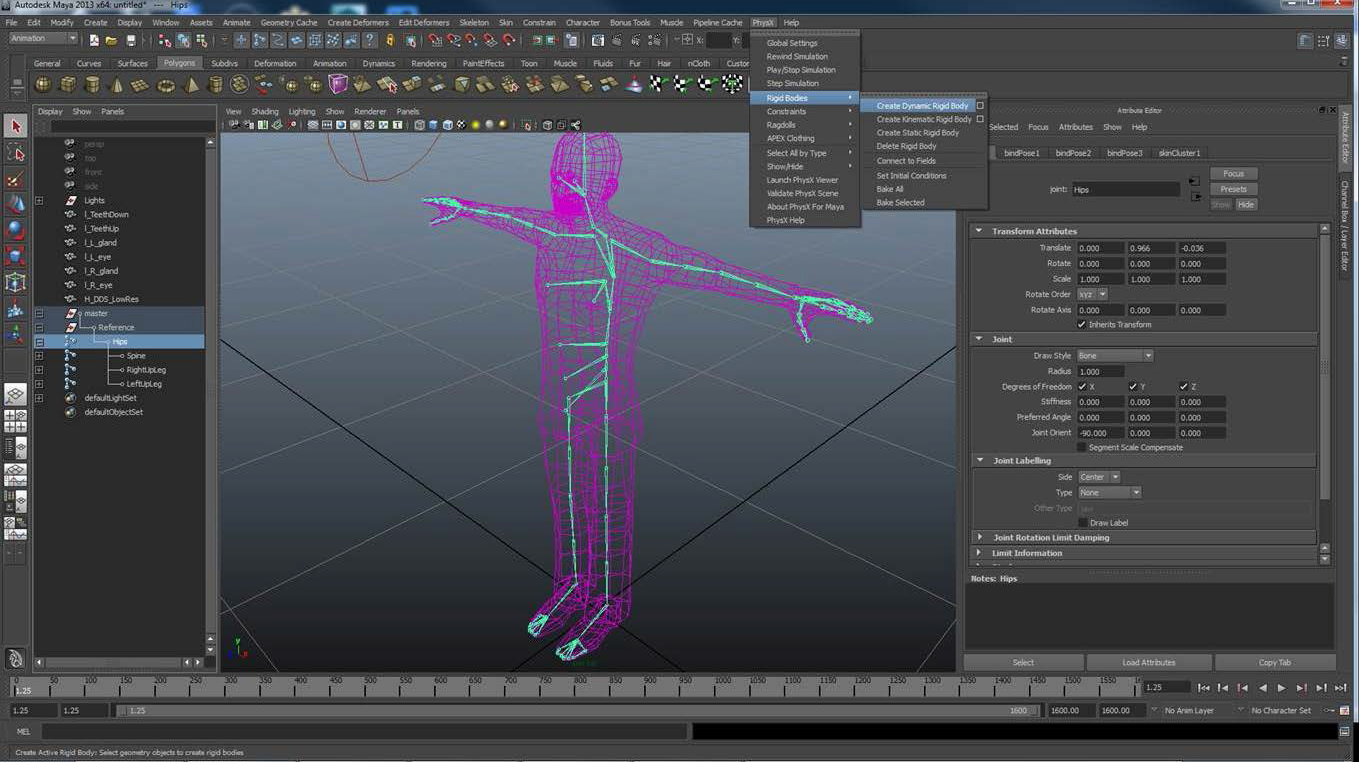 Autodesk Maya 2013 x64: untitled* --- Hips
File Edit Modify Create Display Window Assets Animate Geometry Cache Create Deformers Edit Deformers Skeleton Skin Constrain Character Bonus Tools Muscle Pipeline Cache PhysX Help
Animation X: Y:
General Curves Surfaces Polygons Subdivs Deformation Animation Dynamics Rendering PaintEffects Toon Muscle Fluids Fur Hair nCloth Custom
Global Settings
Rewind Simulation
Play/Stop Simulation
Step Simulation
Rigid Bodies
Constraints
Ragdolls
APEX Clothing
Select All by Type
Show/Hide
Launch PhysX Viewer
Validate PhysX Scene
About PhysX For Maya
PhysX Help
Create Dynamic Rigid Body
Create Kinematic Rigid Body
Create Static Rigid Body
Delete Rigid Body
Connect to Fields
Set Initial Conditions
Bake All
Bake Selected
Display Show Panels
persp
top
front
side
Lights
l_TeethDown
l_TeethUp
l_L_gland
l_L_eye
l_R_gland
l_R_eye
H_DDS_LowRes
master
Reference
Hips
Spine
RightUpLeg
LeftUpLeg
defaultLightSet
defaultObjectSet
View Shading Lighting Show Renderer Panels
y
x
Attribute Editor
Selected Focus Attributes Show Help
bindPose1 bindPose2 bindPose3 skinCluster1
joint: Hips
Focus
Presets
Show Hide
Transform Attributes
Translate 0.000 0.966 -0.036
Rotate 0.000 0.000 0.000
Scale 1.000 1.000 1.000
Rotate Order xyz
Rotate Axis 0.000 0.000 0.000
Inherits Transform
Joint
Draw Style Bone
Radius 1.000
Degrees of Freedom X Y Z
Stiffness 0.000 0.000 0.000
Preferred Angle 0.000 0.000 0.000
Joint Orient -90.000 0.000 0.000
Segment Scale Compensate
Joint Labelling
Side Center
Type None
Other Type jaw
Draw Label
Joint Rotation Limit Damping
Limit Information
Notes: Hips
Select Load Attributes Copy Tab
Attribute Editor
Channel Box / Layer Editor
0 50 100 150 200 250 300 350 400 450 500 550 600 650 700 750 800 850 900 950 1000 1050 1100 1150 1200 1250 1300 1350 1400 1450 1500 1550
1.25 1.25
1.25 1.25 1.25 1600 1600.00 1600.00 No Anim Layer No Character Set
MEL
Create Active Rigid Body: Select geometry objects to create rigid bodies